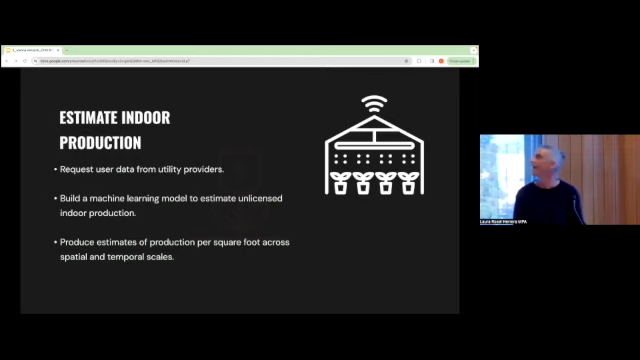 ESTIMATE INDOOR
PRODUCTION
• Request user data from utility providers.
• Build a machine learning model to estimate unlicensed
indoor production.
• Produce estimates of production per square foot across
spatial and temporal scales.
Laura Rosel Herrera MPA